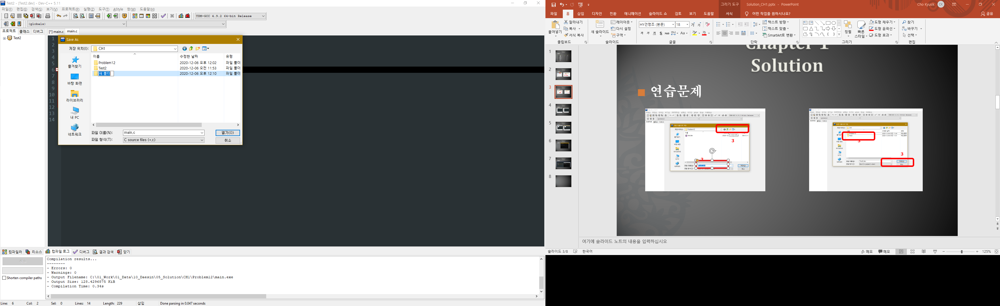 Test2 - [Test2.dev] - Dev-C++ 5.11
파일(F) 편집(E) 검색(S) 보기(V) 프로젝트(P) 실행(Z) 도구(T) AStyle 창(W) 도움말(H)
TDM-GCC 4.9.2 64-bit Release
(globals)
프로젝트 클래스 디버그
[*] main.c main.c
Test2
1
2
3
4
5
6
7
8
9
10
11
12
13
14
Save As
저장 위치(I): CH1
이름 수정한 날짜 유형
Problem12 2020-12-06 오후 12:02 파일 폴더
Test2 2020-12-06 오전 11:53 파일 폴더
새 폴더 2020-12-06 오후 12:10 파일 폴더
즐겨찾기
바탕 화면
라이브러리
내 PC
네트워크
파일 이름(N): main.c 열기(O)
파일 형식(T): C source files (*.c) 취소
컴파일러 리소스 컴파일 로그 디버그 결과 검색 닫기
취소
Shorten compiler paths
Compilation results...
--------
- Errors: 0
- Warnings: 0
- Output Filename: C:\01_Work\01_Data\10_Daesin\05_Solution\CH1\Problem12\main.exe
- Output Size: 128.4296875 KiB
- Compilation Time: 0.34s
Line: 6 Col: 2 Sel: 0 Lines: 14 Length: 229 삽입 Done parsing in 0.047 seconds
그리기 도구 Solution_CH1.pptx - PowerPoint Cho Kyusik CK
파일 홈 삽입 디자인 전환 애니메이션 슬라이드 쇼 검토 보기 도움말 서식 어떤 작업을 원하시나요? 공유
붙여넣기 잘라내기 복사 서식 복사
클립보드
새 슬라이드 레이아웃 다시 설정 구역
슬라이드
HY견명조 (본문) 18
글꼴
텍스트 방향 텍스트 맞춤 SmartArt로 변환
단락
정렬 빠른 스타일 도형 채우기 도형 윤곽선 도형 효과
그리기
찾기 바꾸기 선택
편집
1
2
3
4
5
6
7
8
Chapter 1
Solution
연습문제
다른 이름으로 저장
Problem12
Test.dev
3
3
CH1
3
3
여기에 슬라이드 노트의 내용을 입력하십시오
슬라이드 3/8 한국어 메모 메모 125%